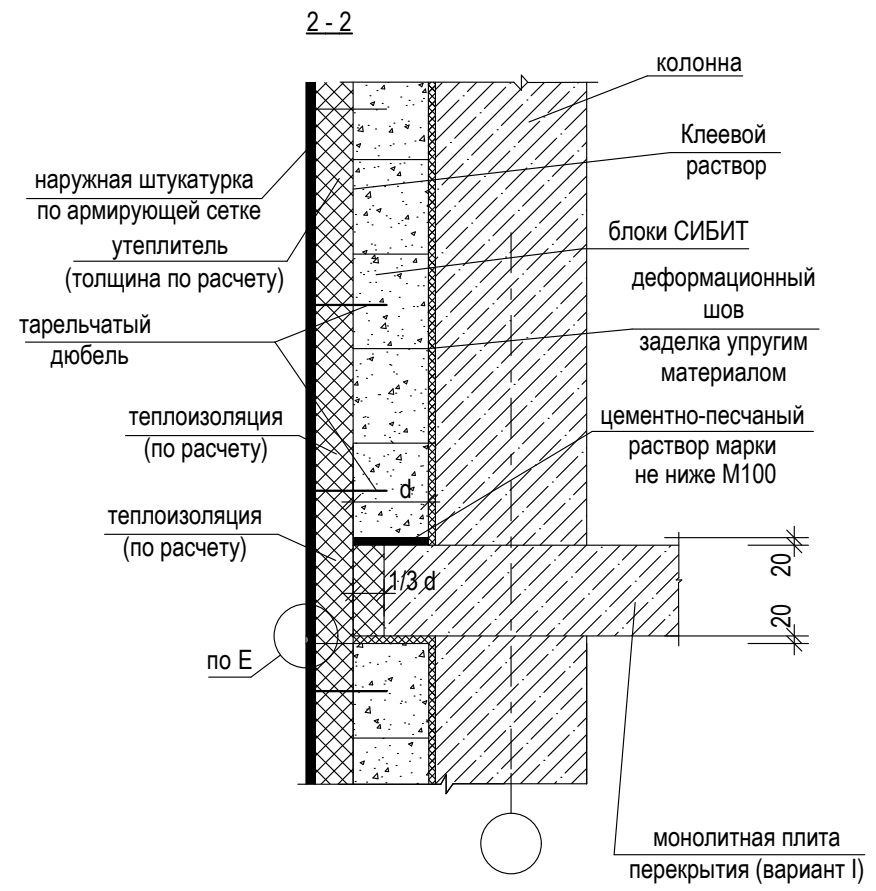 2 - 2
колонна
Клеевой
раствор
наружная штукатурка
по армирующей сетке
утеплитель
(толщина по расчету)
блоки СИБИТ
деформационный
шов
заделка упругим
материалом
тарельчатый
дюбель
теплоизоляция
(по расчету)
цементно-песчаный
раствор марки
не ниже М100
d
теплоизоляция
(по расчету)
1/3 d
20
20
по Е
монолитная плита
перекрытия (вариант I)